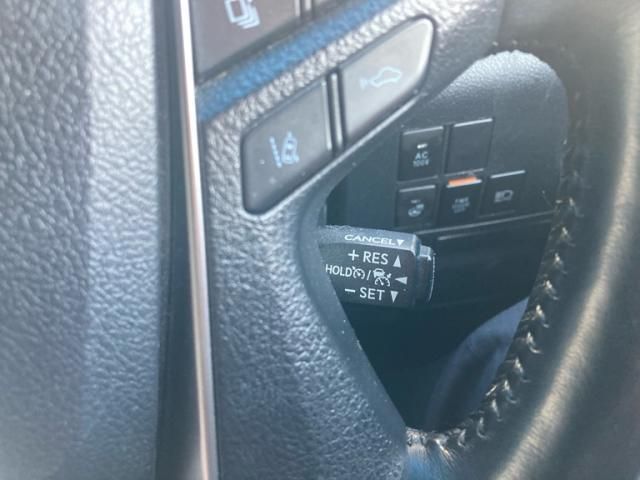 AC
100V
CANCEL▼
+ RES ▲
HOLD / ◀
− SET ▼